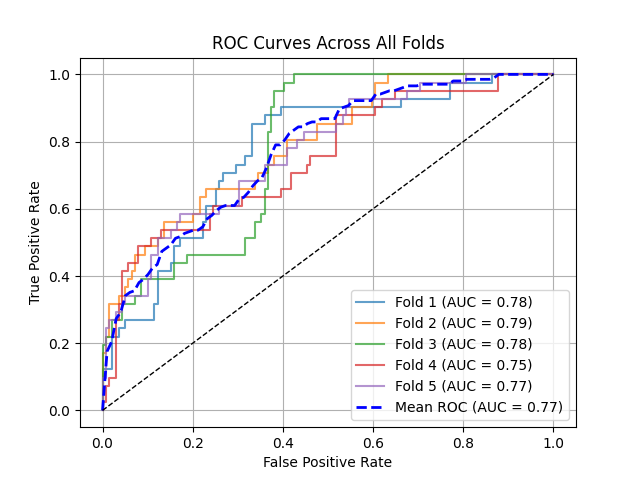 ROC Curves Across All Folds
True Positive Rate
1.0
0.8
0.6
0.4
0.2
0.0
Fold 1 (AUC = 0.78)
Fold 2 (AUC = 0.79)
Fold 3 (AUC = 0.78)
Fold 4 (AUC = 0.75)
Fold 5 (AUC = 0.77)
Mean ROC (AUC = 0.77)
0.0 0.2 0.4 0.6 0.8 1.0
False Positive Rate